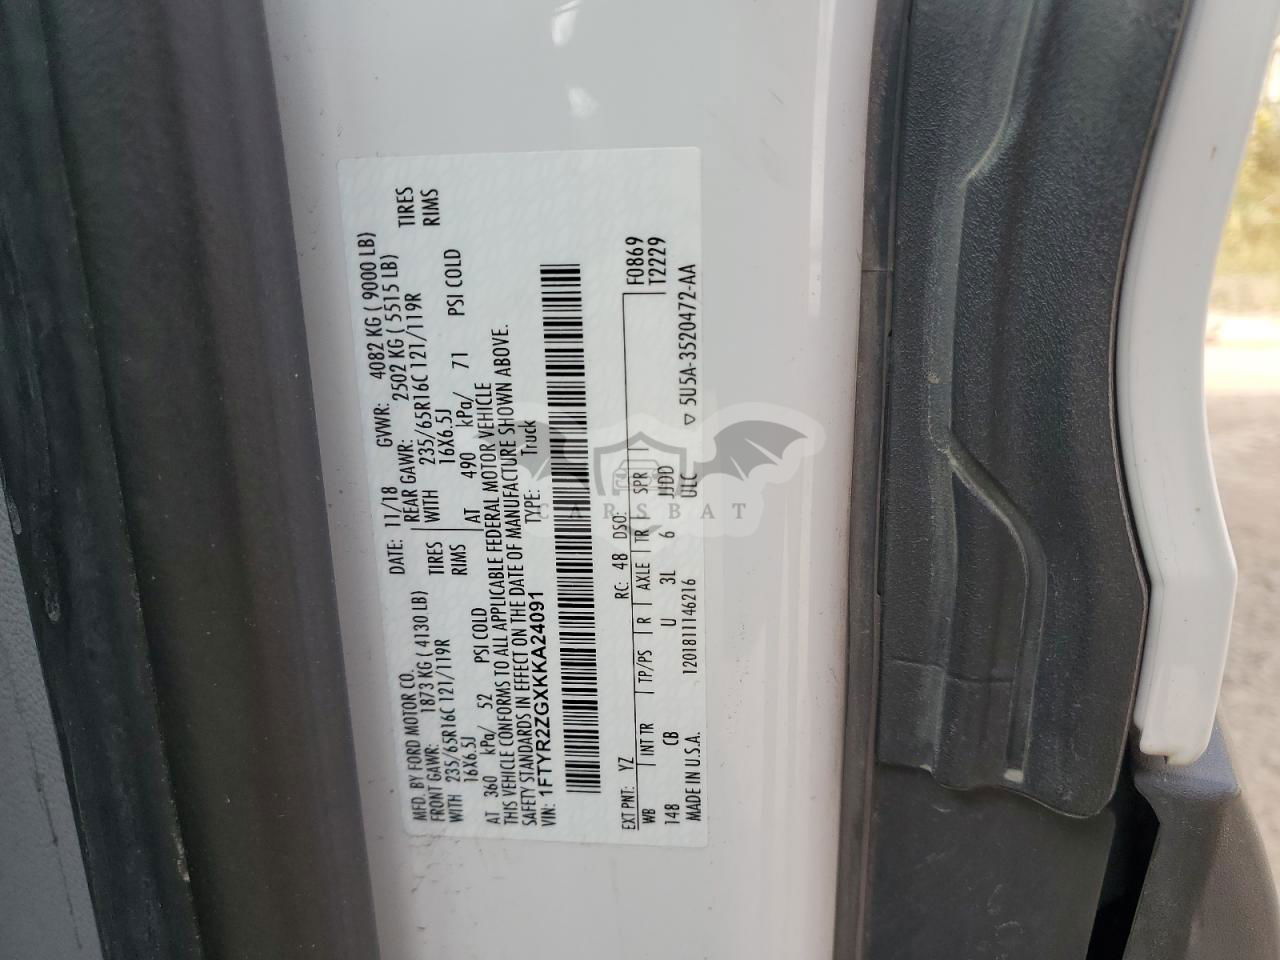 MFD. BY FORD MOTOR CO.
DATE: 11/18 GVWR: 4082 KG ( 9000 LB)
FRONT GAWR: 1873 KG ( 4130LB) REAR GAWR: 2502 KG ( 5515 LB)
WITH 235/65R16C 121/119R TIRES WITH 235/65R16C 121/119R TIRES
16X6.5J RIMS 16X6.5J RIMS
AT 360 kPa/ 52 PSI COLD AT 490 kPa/ 71 PSI COLD
THIS VEHICLE CONFORMS TO ALL APPLICABLE FEDERAL MOTOR VEHICLE
SAFETY STANDARDS IN EFFECT ON THE DATE OF MANUFACTURE SHOWN ABOVE.
VIN: 1FTYR2ZGXKKA24091 TYPE: Truck
EXT PNT: YZ RC: 48 DSO: F0869
WB INT TR TP/PS R AXLE TR SPR T2229
148 CB U 3L 6 JJDD
MADE IN U.S.A. 120181114621​6 ULC ▽ 5U5A-3520472-AA
CARSBAT